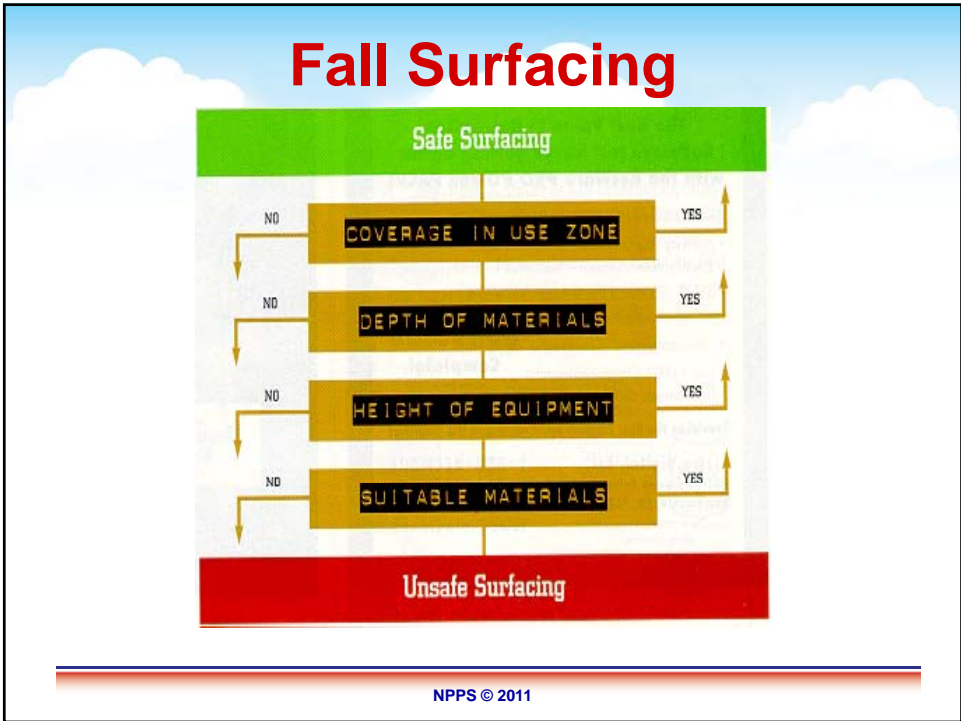 Fall Surfacing
Safe Surfacing
NO
COVERAGE IN USE ZONE
YES
NO
DEPTH OF MATERIALS
YES
NO
HEIGHT OF EQUIPMENT
YES
NO
SUITABLE MATERIALS
YES
Unsafe Surfacing
NPPS © 2011